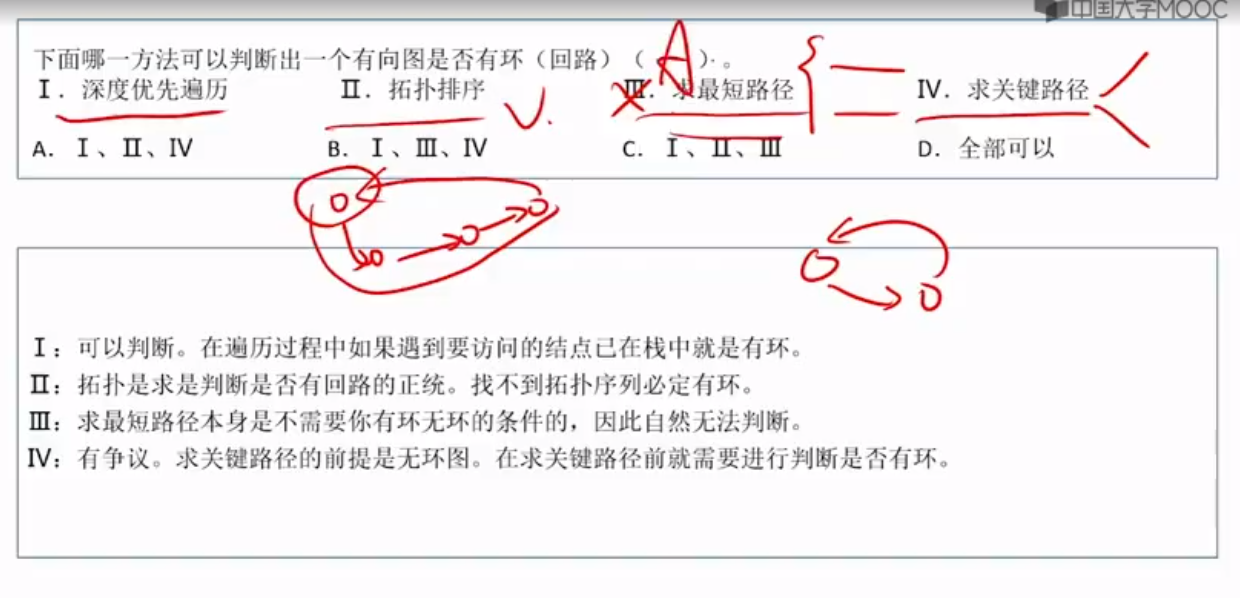 中国大学MOOC
下面哪一方法可以判断出一个有向图是否有环（回路）（ A ）。
Ⅰ．深度优先遍历 Ⅱ．拓扑排序 Ⅲ．求最短路径 Ⅳ．求关键路径
A. Ⅰ、Ⅱ、Ⅳ B. Ⅰ、Ⅲ、Ⅳ C. Ⅰ、Ⅱ、Ⅲ D. 全部可以
Ⅰ：可以判断。在遍历过程中如果遇到要访问的结点已在栈中就是有环。
Ⅱ：拓扑是求是判断是否有回路的正统。找不到拓扑序列必定有环。
Ⅲ：求最短路径本身是不需要你有环无环的条件的，因此自然无法判断。
Ⅳ：有争议。求关键路径的前提是无环图。在求关键路径前就需要进行判断是否有环。